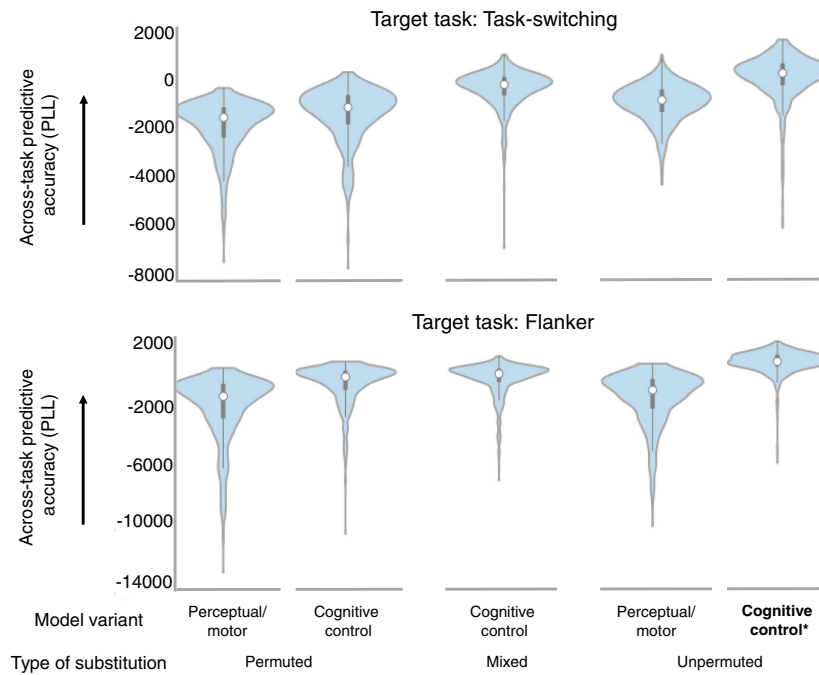 Target task: Task-switching
Across-task predictive
accuracy (PLL)
2000
0
-2000
-4000
-6000
-8000
Target task: Flanker
Across-task predictive
accuracy (PLL)
2000
-2000
-6000
-10000
-14000
Model variant
Perceptual/
motor
Cognitive
control
Cognitive
control
Perceptual/
motor
Cognitive
control*
Type of substitution
Permuted
Mixed
Unpermuted